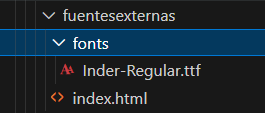 fuentesexternas
fonts
Inder-Regular.ttf
index.html